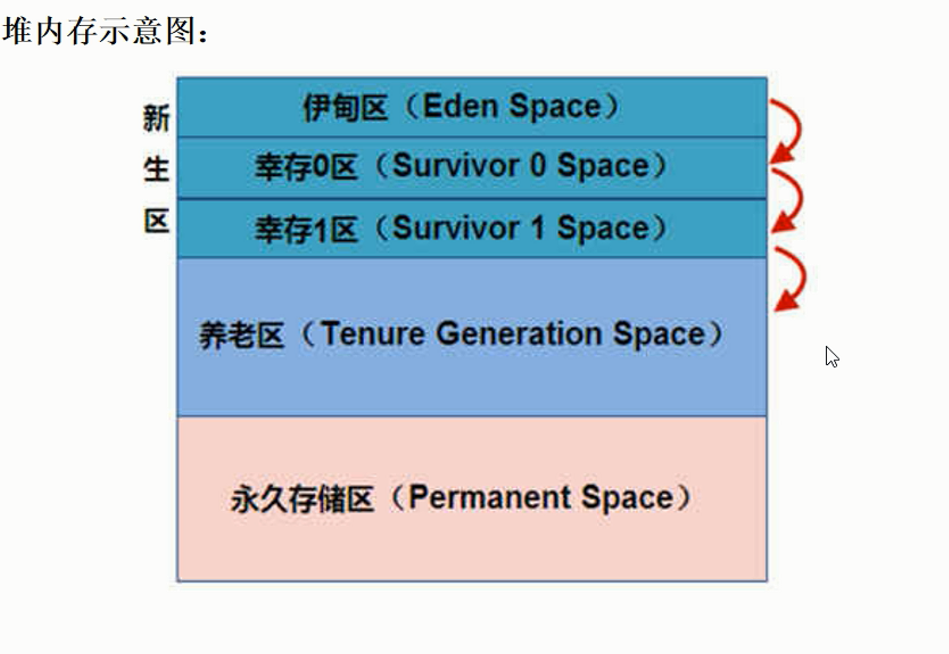 堆内存示意图：
新
生
区
伊甸区（Eden Space）
幸存0区（Survivor 0 Space）
幸存1区（Survivor 1 Space）
养老区（Tenure Generation Space）
永久存储区（Permanent Space）